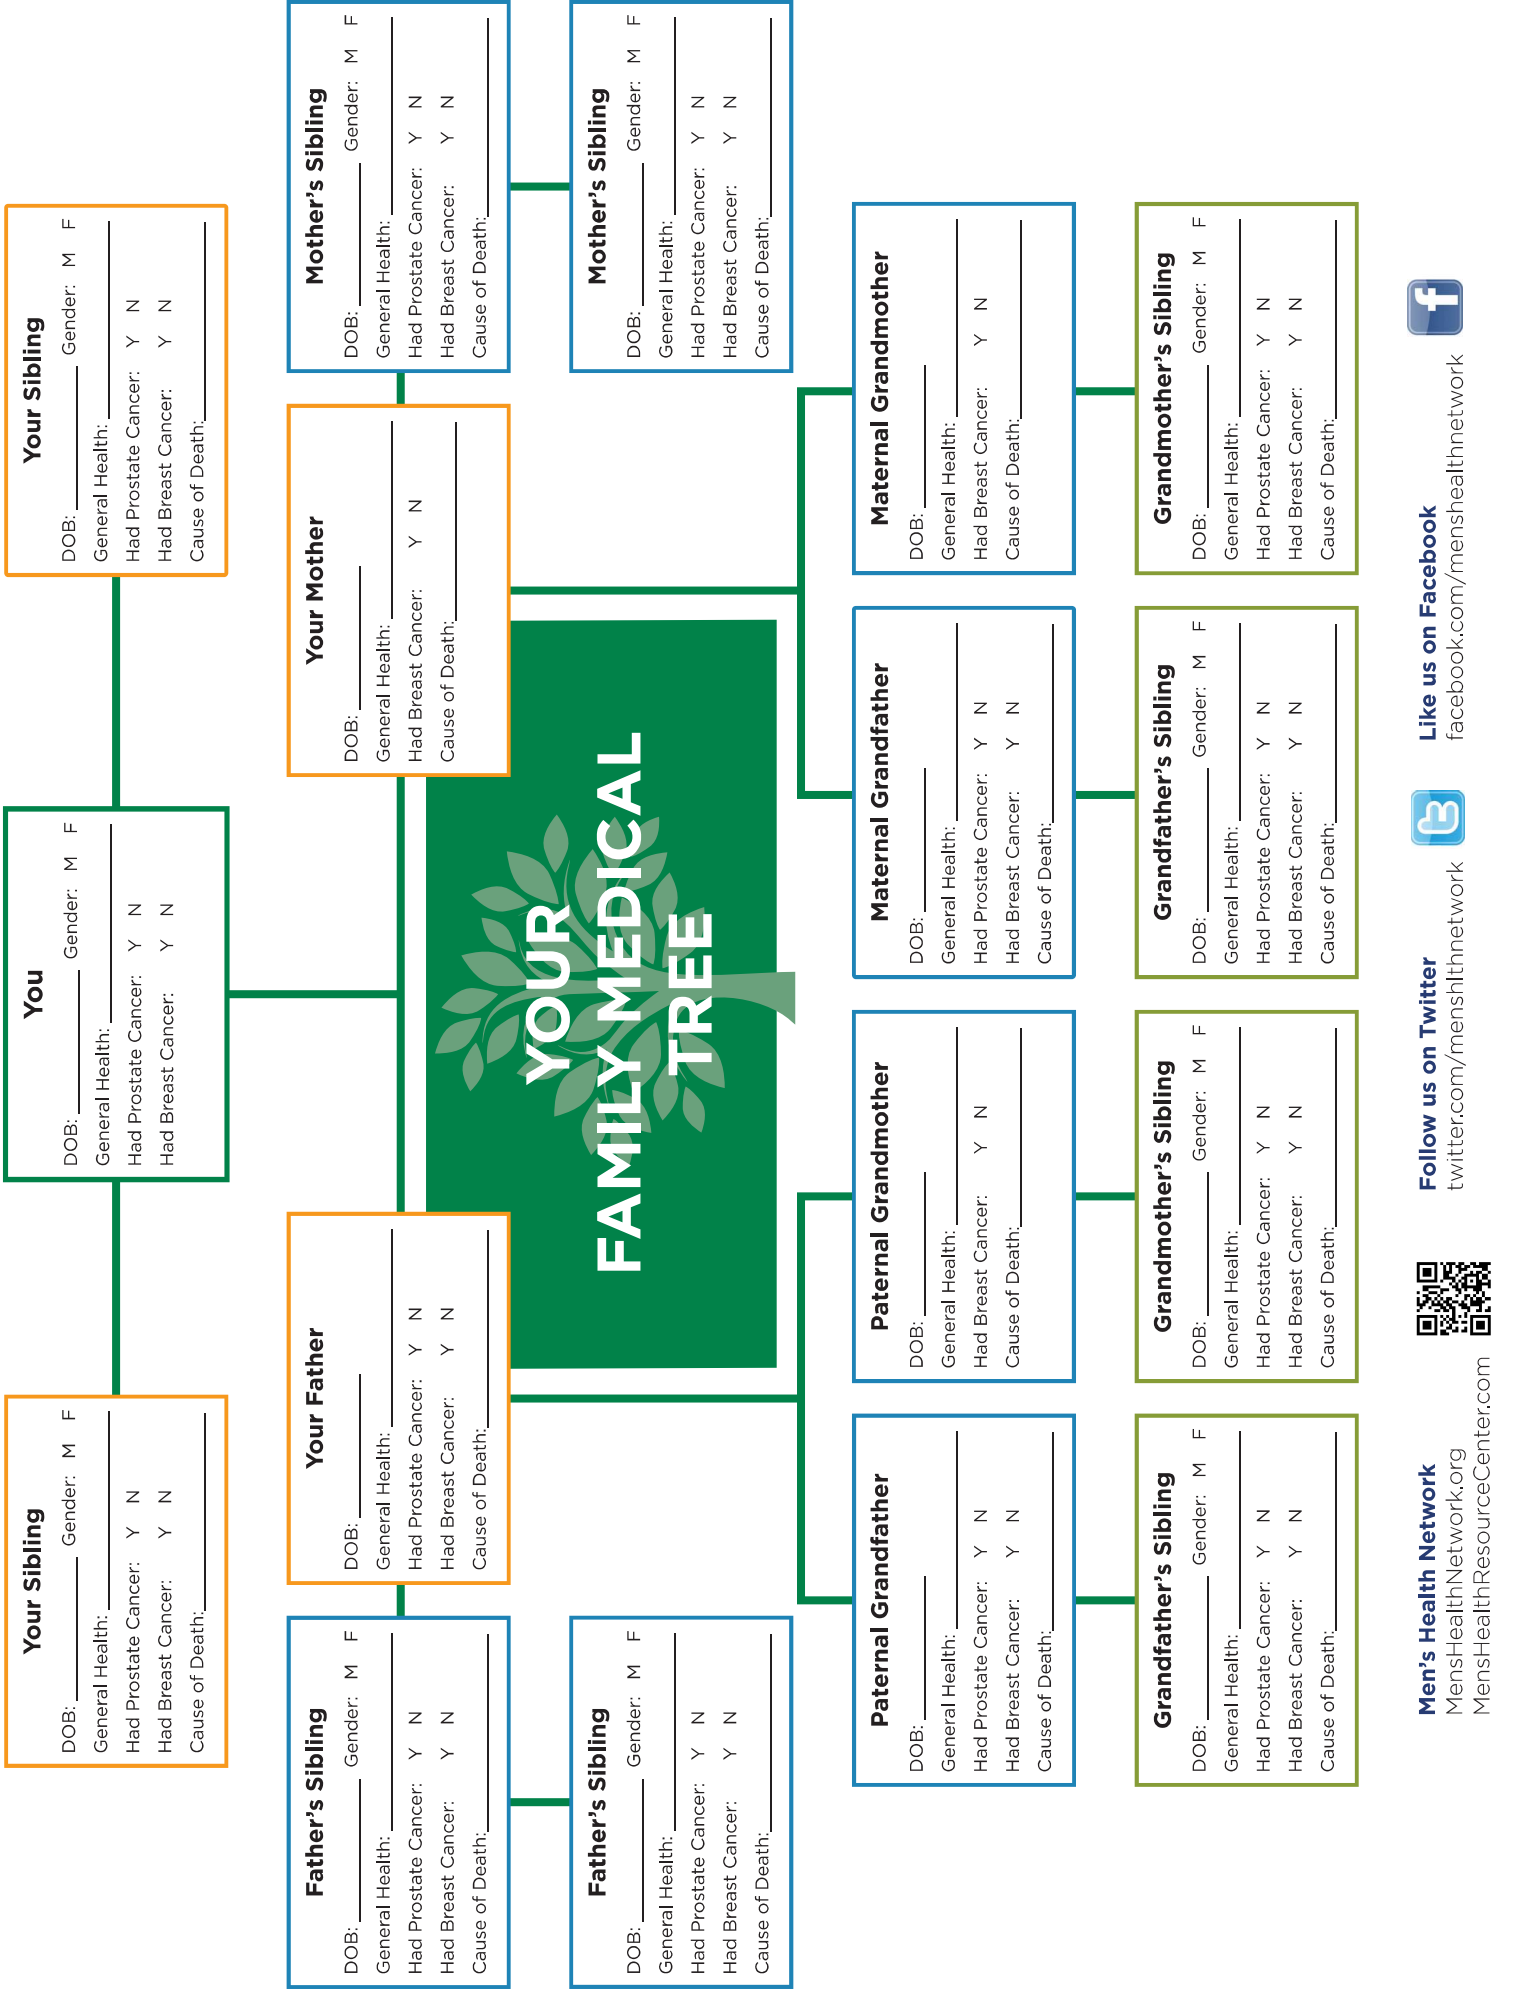 Your Sibling
DOB: Gender: M F
General Health:
Had Prostate Cancer: Y N
Had Breast Cancer: Y N
Cause of Death:
You
DOB: Gender: M F
General Health:
Had Prostate Cancer: Y N
Had Breast Cancer: Y N
Your Sibling
DOB: Gender: M F
General Health:
Had Prostate Cancer: Y N
Had Breast Cancer: Y N
Cause of Death:
Father's Sibling
DOB: Gender: M F
General Health:
Had Prostate Cancer: Y N
Had Breast Cancer: Y N
Cause of Death:
Your Father
DOB:
General Health:
Had Prostate Cancer: Y N
Had Breast Cancer: Y N
Cause of Death:
Your Mother
DOB:
General Health:
Had Breast Cancer: Y N
Cause of Death:
Mother's Sibling
DOB: Gender: M F
General Health:
Had Prostate Cancer: Y N
Had Breast Cancer: Y N
Cause of Death:
YOUR
FAMILY MEDICAL
TREE
Father's Sibling
DOB: Gender: M F
General Health:
Had Prostate Cancer: Y N
Had Breast Cancer: Y N
Cause of Death:
Mother's Sibling
DOB: Gender: M F
General Health:
Had Prostate Cancer: Y N
Had Breast Cancer: Y N
Cause of Death:
Paternal Grandfather
DOB:
General Health:
Had Prostate Cancer: Y N
Had Breast Cancer: Y N
Cause of Death:
Paternal Grandmother
DOB:
General Health:
Had Breast Cancer: Y N
Cause of Death:
Maternal Grandfather
DOB:
General Health:
Had Prostate Cancer: Y N
Had Breast Cancer: Y N
Cause of Death:
Maternal Grandmother
DOB:
General Health:
Had Breast Cancer: Y N
Cause of Death:
Grandfather's Sibling
DOB: Gender: M F
General Health:
Had Prostate Cancer: Y N
Had Breast Cancer: Y N
Cause of Death:
Grandmother's Sibling
DOB: Gender: M F
General Health:
Had Prostate Cancer: Y N
Had Breast Cancer: Y N
Cause of Death:
Grandfather's Sibling
DOB: Gender: M F
General Health:
Had Prostate Cancer: Y N
Had Breast Cancer: Y N
Cause of Death:
Grandmother's Sibling
DOB: Gender: M F
General Health:
Had Prostate Cancer: Y N
Had Breast Cancer: Y N
Cause of Death:
Men's Health Network
MensHealthNetwork.org
MensHealthResourceCenter.com
Follow us on Twitter
twitter.com/menshlthnetwork
t
Like us on Facebook
facebook.com/menshealthnetwork
f